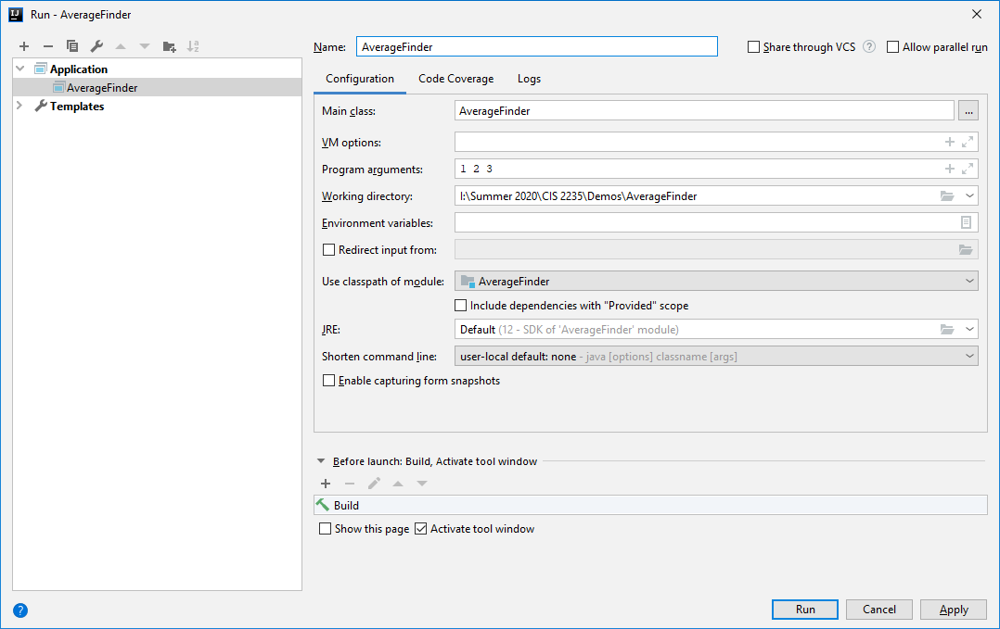 IJ Run - AverageFinder
Name: AverageFinder Share through VCS ? Allow parallel run
Application
AverageFinder
Templates
Configuration Code Coverage Logs
Main class: AverageFinder ...
VM options:
Program arguments: 1 2 3
Working directory: I:\Summer 2020\CIS 2235\Demos\AverageFinder
Environment variables:
Redirect input from:
Use classpath of module: AverageFinder
Include dependencies with "Provided" scope
JRE: Default (12 - SDK of 'AverageFinder' module)
Shorten command line: user-local default: none - java [options] classname [args]
Enable capturing form snapshots
Before launch: Build, Activate tool window
Build
Show this page Activate tool window
? Run Cancel Apply